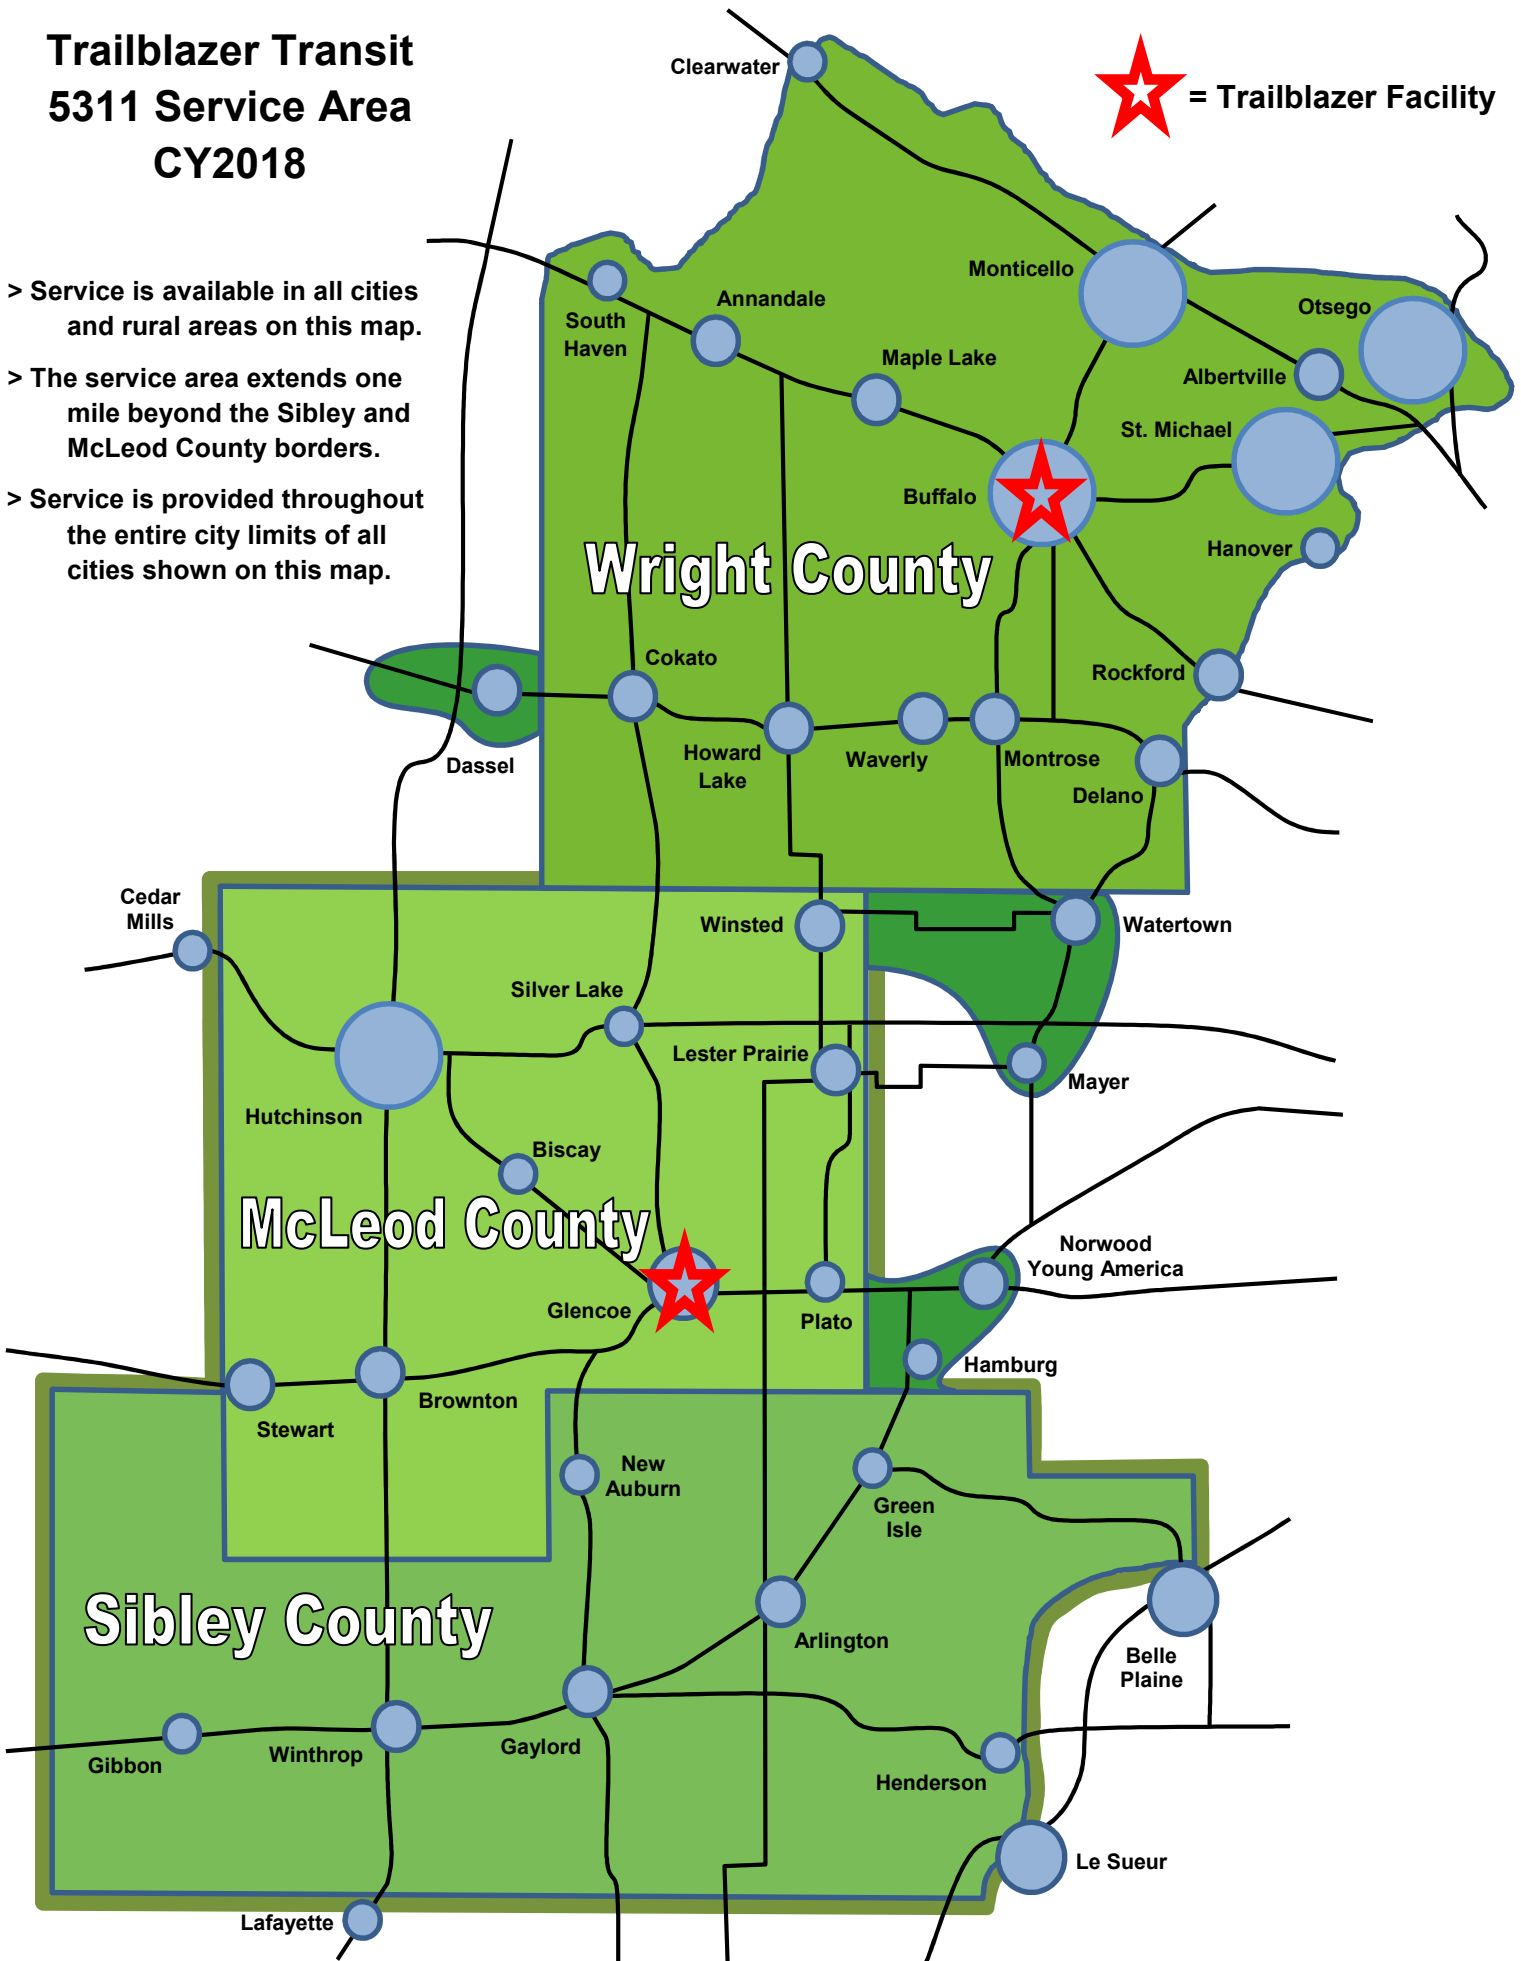 Trailblazer Transit
5311 Service Area
CY2018
= Trailblazer Facility
> Service is available in all cities
and rural areas on this map.
> The service area extends one
mile beyond the Sibley and
McLeod County borders.
> Service is provided throughout
the entire city limits of all
cities shown on this map.
Clearwater
Monticello
Otsego
South
Haven
Annandale
Maple Lake
Albertville
St. Michael
Buffalo
Hanover
Wright County
Cokato
Rockford
Dassel
Howard
Lake
Waverly
Montrose
Delano
Cedar
Mills
Winsted
Watertown
Silver Lake
Lester Prairie
Mayer
Hutchinson
Biscay
McLeod County
Norwood
Young America
Glencoe
Plato
Hamburg
Stewart
Brownton
New
Auburn
Green
Isle
Sibley County
Arlington
Belle
Plaine
Gibbon
Winthrop
Gaylord
Henderson
Le Sueur
Lafayette